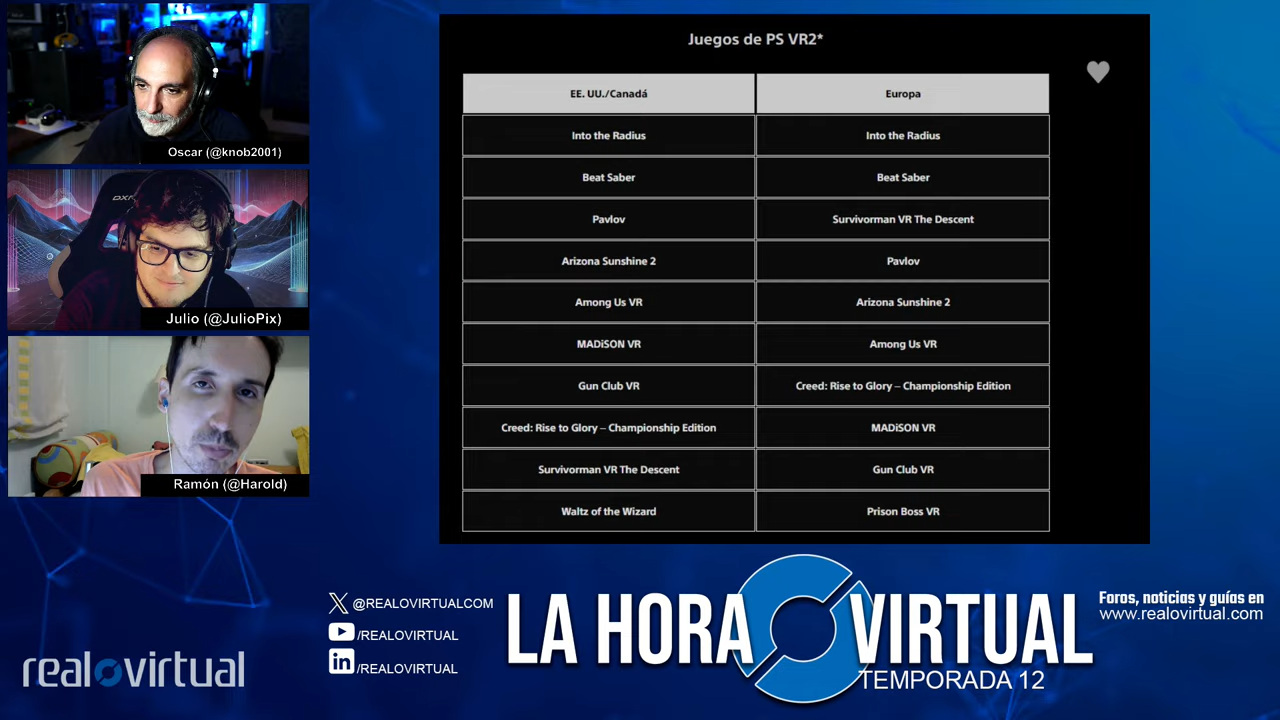 Oscar (@knob2001)
Julio (@JulioPix)
Ramón (@Harold)
Juegos de PS VR2*
EE. UU./Canadá Europa
Into the Radius Into the Radius
Beat Saber Beat Saber
Pavlov Survivorman VR The Descent
Arizona Sunshine 2 Pavlov
Among Us VR Arizona Sunshine 2
MADiSON VR Among Us VR
Gun Club VR Creed: Rise to Glory – Championship Edition
Creed: Rise to Glory – Championship Edition MADiSON VR
Survivorman VR The Descent Gun Club VR
Waltz of the Wizard Prison Boss VR
realovirtual
@REALOVIRTUALCOM
/REALOVIRTUAL
in /REALOVIRTUAL
LA HORA VIRTUAL
TEMPORADA 12
Foros, noticias y guías en
www.realovirtual.com